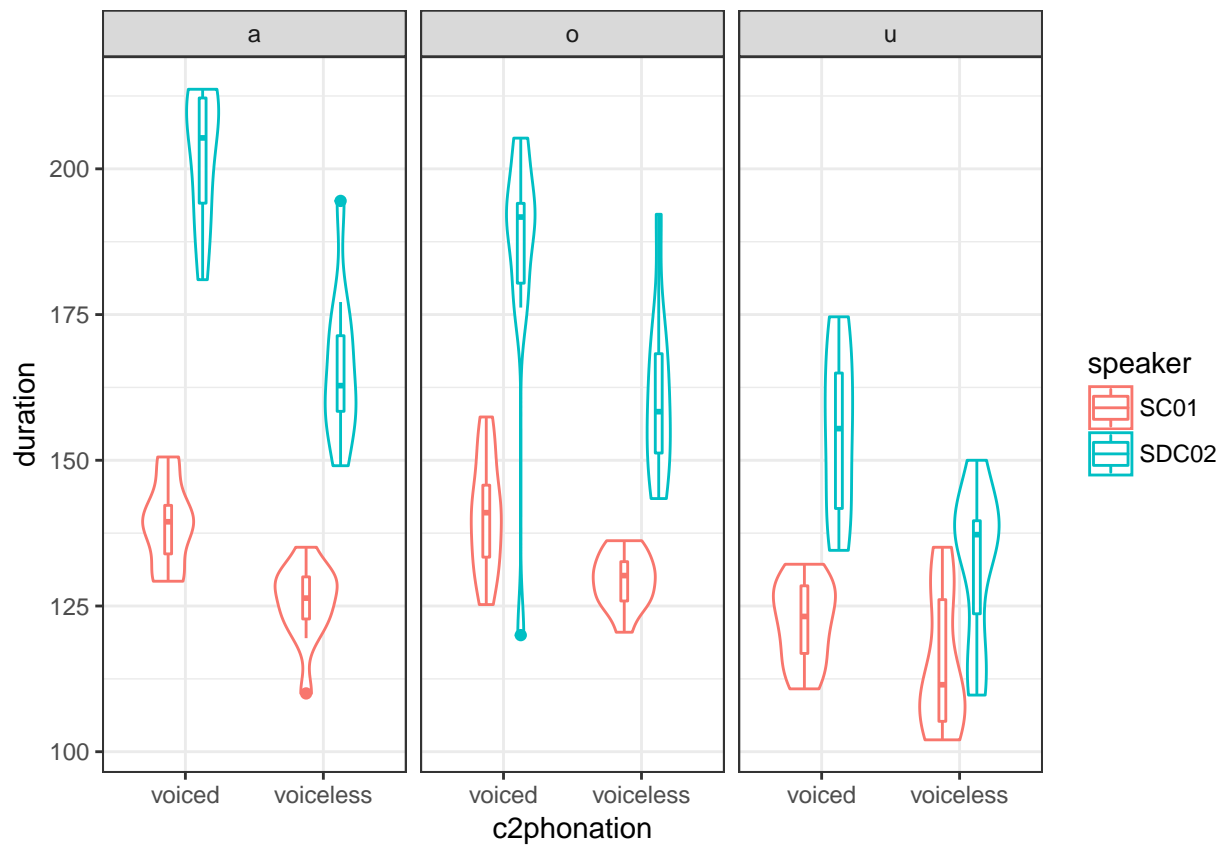 a o u
duration
200
175
150
125
100
voiced voiceless voiced voiceless voiced voiceless
c2phonation
speaker
SC01
SDC02